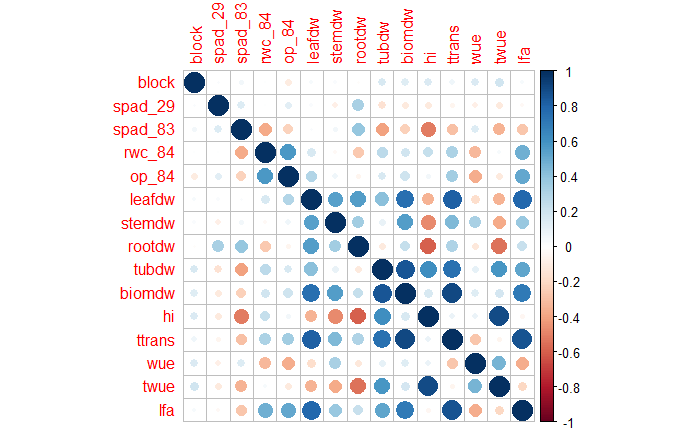 block spad_29 spad_83 rwc_84 op_84 leafdw stemdw rootdw tubdw biomdw hi ttrans wue twue lfa
block
spad_29
spad_83
rwc_84
op_84
leafdw
stemdw
rootdw
tubdw
biomdw
hi
ttrans
wue
twue
lfa
1
0.8
0.6
0.4
0.2
0
-0.2
-0.4
-0.6
-0.8
-1